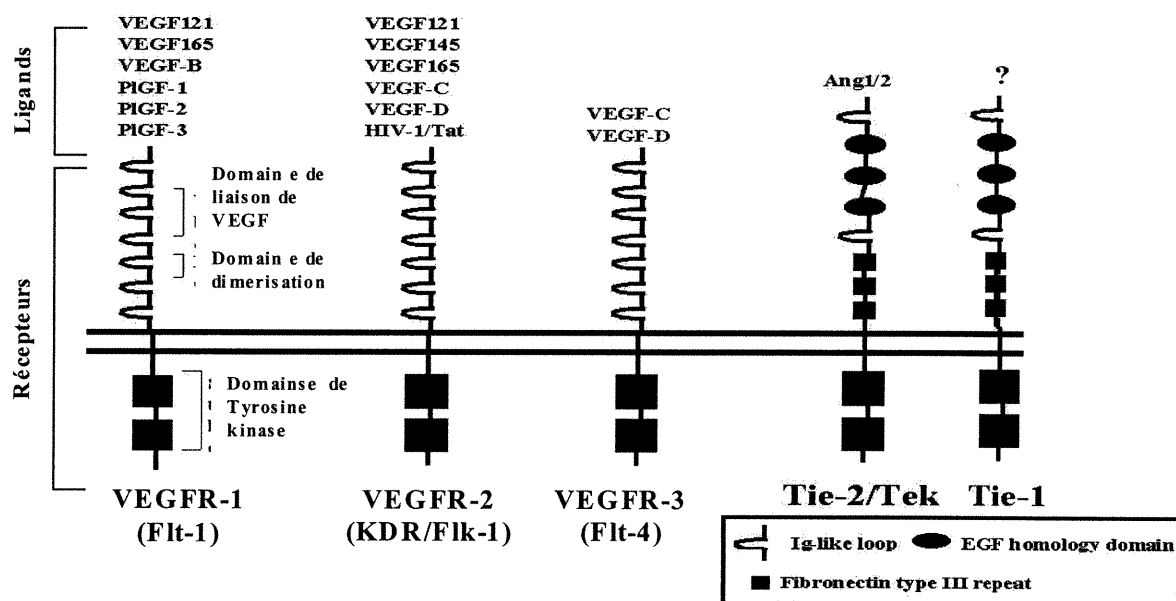 Ligands
VEGF121
VEGF165
VEGF-B
PlGF-1
PlGF-2
PlGF-3
VEGF121
VEGF145
VEGF165
VEGF-C
VEGF-D
HIV-1/Tat
VEGF-C
VEGF-D
Ang1/2
?
Récepteurs
Domain e de
liaison de
VEGF
Domain e de
dimerisation
Domainse de
Tyrosine
kinase
VEGFR-1
(Flt-1)
VEGFR-2
(KDR/Flk-1)
VEGFR-3
(Flt-4)
Tie-2/Tek
Tie-1
Ig-like loop
EGF homology domain
Fibronectin type III repeat